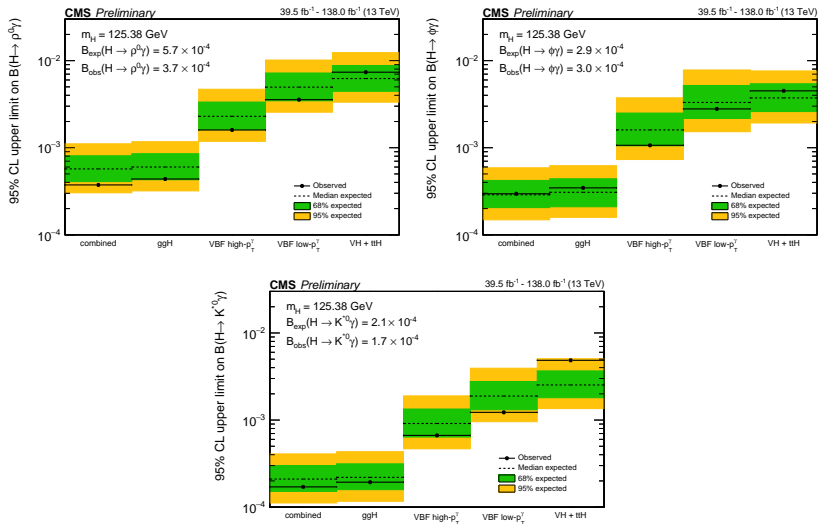 CMS Preliminary 39.5 fb⁻¹ - 138.0 fb⁻¹ (13 TeV)
95% CL upper limit on B(H→ ρ⁰γ)
m_H = 125.38 GeV
B_exp(H → ρ⁰γ) = 5.7 × 10⁻⁴
B_obs(H → ρ⁰γ) = 3.7 × 10⁻⁴
10⁻²
10⁻³
10⁻⁴
Observed
Median expected
68% expected
95% expected
combined ggH VBF high-p_T^γ VBF low-p_T^γ VH + ttH
CMS Preliminary 39.5 fb⁻¹ - 138.0 fb⁻¹ (13 TeV)
95% CL upper limit on B(H→ ϕγ)
m_H = 125.38 GeV
B_exp(H → ϕγ) = 2.9 × 10⁻⁴
B_obs(H → ϕγ) = 3.0 × 10⁻⁴
10⁻²
10⁻³
10⁻⁴
Observed
Median expected
68% expected
95% expected
combined ggH VBF high-p_T^γ VBF low-p_T^γ VH + ttH
CMS Preliminary 39.5 fb⁻¹ - 138.0 fb⁻¹ (13 TeV)
95% CL upper limit on B(H→ K*⁰γ)
m_H = 125.38 GeV
B_exp(H → K*⁰γ) = 2.1 × 10⁻⁴
B_obs(H → K*⁰γ) = 1.7 × 10⁻⁴
10⁻²
10⁻³
10⁻⁴
Observed
Median expected
68% expected
95% expected
combined ggH VBF high-p_T^γ VBF low-p_T^γ VH + ttH